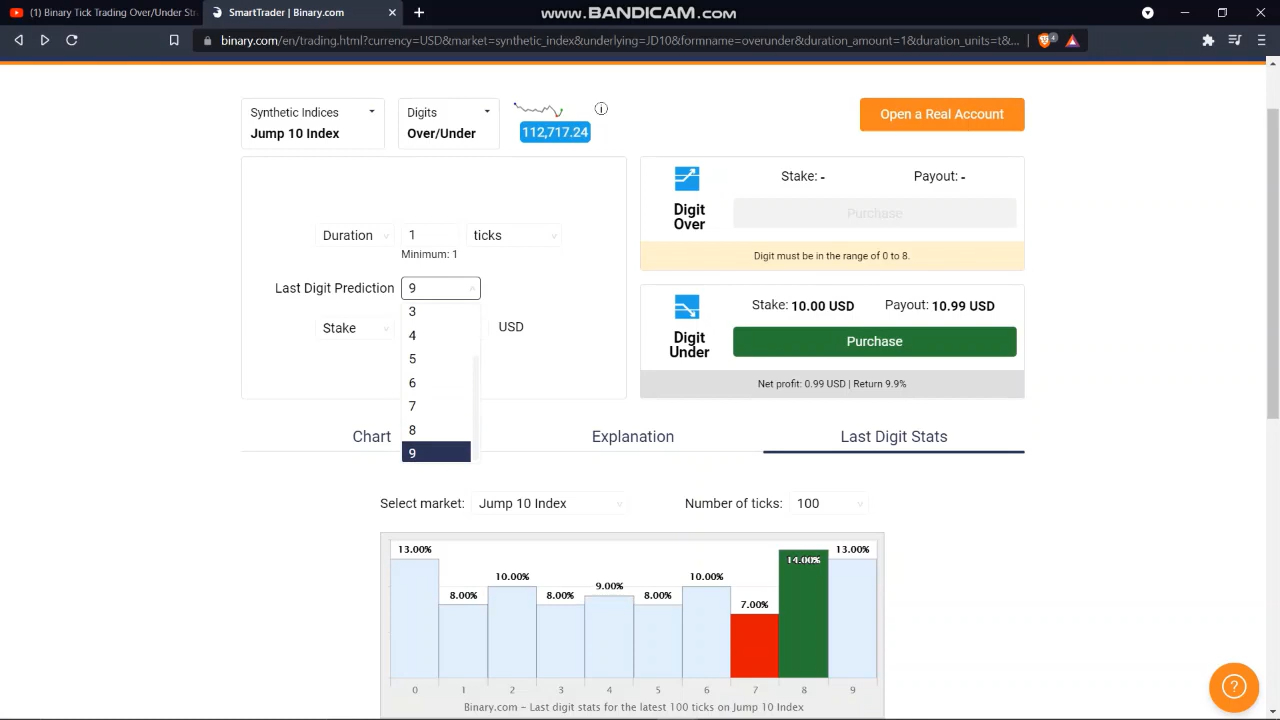 (1) Binary Tick Trading Over/Under Str
SmartTrader | Binary.com
www.BANDICAM.com
binary.com/en/trading.html?currency=USD&market=synthetic_index&underlying=JD10&formname=overunder&duration_amount=1&duration_units=t&...
4
Synthetic Indices
Jump 10 Index
Digits
Over/Under
112,717.24
Open a Real Account
Duration
1
ticks
Minimum: 1
Last Digit Prediction
9
3
4
5
6
7
8
9
Stake
USD
Digit Over
Stake: -
Payout: -
Purchase
Digit must be in the range of 0 to 8.
Digit Under
Stake: 10.00 USD
Payout: 10.99 USD
Purchase
Net profit: 0.99 USD | Return 9.9%
Chart
Explanation
Last Digit Stats
Select market: Jump 10 Index
Number of ticks: 100
13.00% 8.00% 10.00% 8.00% 9.00% 8.00% 10.00% 7.00% 14.00% 13.00%
0 1 2 3 4 5 6 7 8 9
Binary.com - Last digit stats for the latest 100 ticks on Jump 10 Index